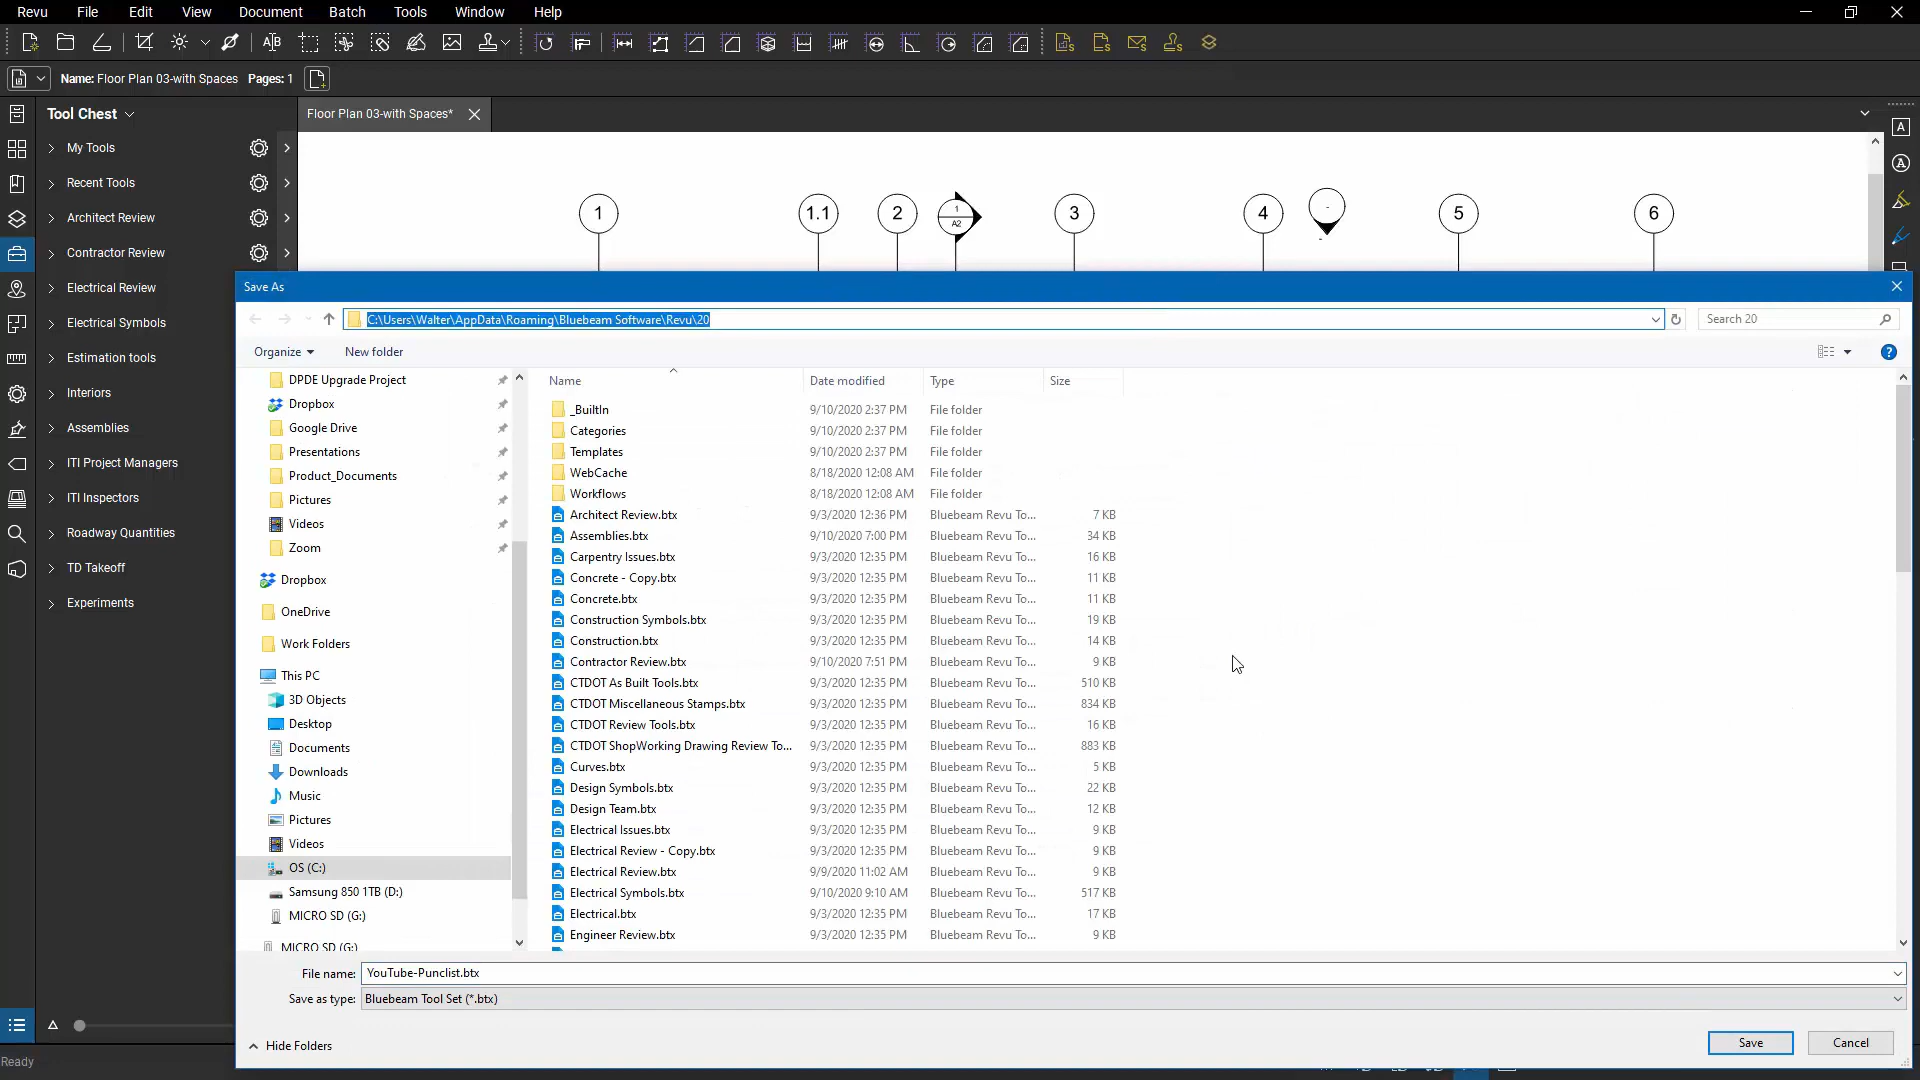 Revu File Edit View Document Batch Tools Window Help
Name: Floor Plan 03-with Spaces Pages: 1
Tool Chest
Floor Plan 03-with Spaces*
My Tools
Recent Tools
Architect Review
Contractor Review
Electrical Review
Electrical Symbols
Estimation tools
Interiors
Assemblies
ITI Project Managers
ITI Inspectors
Roadway Quantities
TD Takeoff
Experiments
Ready
1 1.1 2 1 A2 3 4 - 5 6
Save As
C:\Users\Walter\AppData\Roaming\Bluebeam Software\Revu\20
Search 20
Organize New folder
DPDE Upgrade Project
Dropbox
Google Drive
Presentations
Product_Documents
Pictures
Videos
Zoom
Dropbox
OneDrive
Work Folders
This PC
3D Objects
Desktop
Documents
Downloads
Music
Pictures
Videos
OS (C:)
Samsung 850 1TB (D:)
MICRO SD (G:)
MICRO SD (G:)
Name Date modified Type Size
_BuiltIn 9/10/2020 2:37 PM File folder
Categories 9/10/2020 2:37 PM File folder
Templates 9/10/2020 2:37 PM File folder
WebCache 8/18/2020 12:08 AM File folder
Workflows 8/18/2020 12:08 AM File folder
Architect Review.btx 9/3/2020 12:36 PM Bluebeam Revu To... 7 KB
Assemblies.btx 9/10/2020 7:00 PM Bluebeam Revu To... 34 KB
Carpentry Issues.btx 9/3/2020 12:35 PM Bluebeam Revu To... 16 KB
Concrete - Copy.btx 9/3/2020 12:35 PM Bluebeam Revu To... 11 KB
Concrete.btx 9/3/2020 12:35 PM Bluebeam Revu To... 11 KB
Construction Symbols.btx 9/3/2020 12:35 PM Bluebeam Revu To... 19 KB
Construction.btx 9/3/2020 12:35 PM Bluebeam Revu To... 14 KB
Contractor Review.btx 9/10/2020 7:51 PM Bluebeam Revu To... 9 KB
CTDOT As Built Tools.btx 9/3/2020 12:35 PM Bluebeam Revu To... 510 KB
CTDOT Miscellaneous Stamps.btx 9/3/2020 12:35 PM Bluebeam Revu To... 834 KB
CTDOT Review Tools.btx 9/3/2020 12:35 PM Bluebeam Revu To... 16 KB
CTDOT ShopWorking Drawing Review To... 9/3/2020 12:35 PM Bluebeam Revu To... 883 KB
Curves.btx 9/3/2020 12:35 PM Bluebeam Revu To... 5 KB
Design Symbols.btx 9/3/2020 12:35 PM Bluebeam Revu To... 22 KB
Design Team.btx 9/3/2020 12:35 PM Bluebeam Revu To... 12 KB
Electrical Issues.btx 9/3/2020 12:35 PM Bluebeam Revu To... 9 KB
Electrical Review - Copy.btx 9/3/2020 12:35 PM Bluebeam Revu To... 9 KB
Electrical Review.btx 9/9/2020 11:02 AM Bluebeam Revu To... 9 KB
Electrical Symbols.btx 9/10/2020 9:10 AM Bluebeam Revu To... 517 KB
Electrical.btx 9/3/2020 12:35 PM Bluebeam Revu To... 17 KB
Engineer Review.btx 9/3/2020 12:35 PM Bluebeam Revu To... 9 KB
File name: YouTube-Punclist.btx
Save as type: Bluebeam Tool Set (*.btx)
Hide Folders
Save Cancel